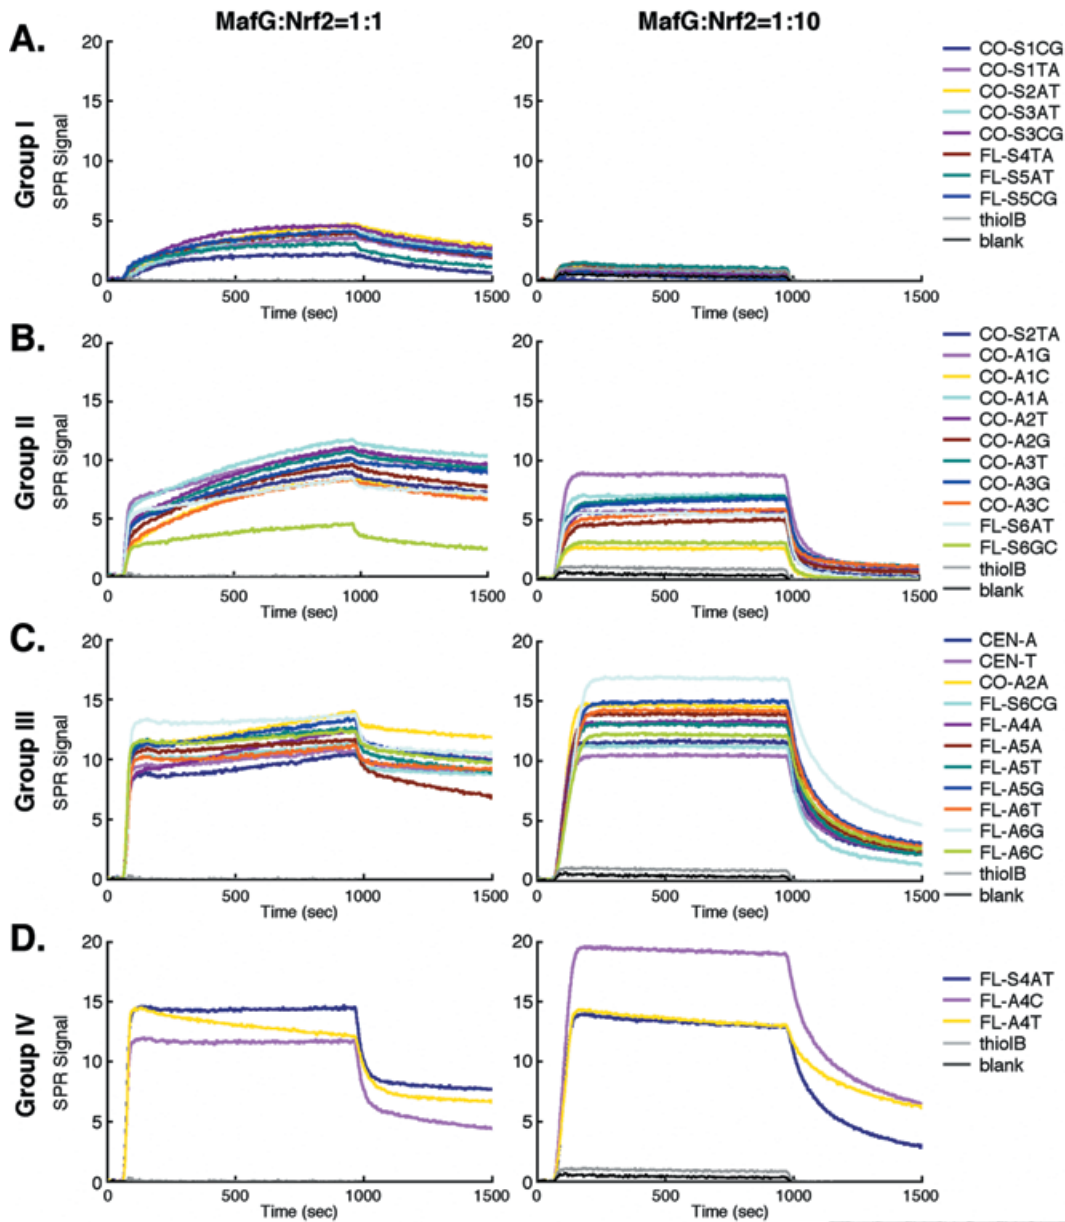 MafG:Nrf2=1:1
MafG:Nrf2=1:10
A.
Group I
SPR Signal
20
15
10
5
0
0
500
1000
1500
Time (sec)
20
15
10
5
0
0
500
1000
1500
Time (sec)
CO-S1CG
CO-S1TA
CO-S2AT
CO-S3AT
CO-S3CG
FL-S4TA
FL-S5AT
FL-S5CG
thiolB
blank
B.
Group II
SPR Signal
20
15
10
5
0
0
500
1000
1500
Time (sec)
20
15
10
5
0
0
500
1000
1500
Time (sec)
CO-S2TA
CO-A1G
CO-A1C
CO-A1A
CO-A2T
CO-A2G
CO-A3T
CO-A3G
CO-A3C
FL-S6AT
FL-S6GC
thiolB
blank
C.
Group III
SPR Signal
20
15
10
5
0
0
500
1000
1500
Time (sec)
20
15
10
5
0
0
500
1000
1500
Time (sec)
CEN-A
CEN-T
CO-A2A
FL-S6CG
FL-A4A
FL-A5A
FL-A5T
FL-A5G
FL-A6T
FL-A6G
FL-A6C
thiolB
blank
D.
Group IV
SPR Signal
20
15
10
5
0
0
500
1000
1500
Time (sec)
20
15
10
5
0
0
500
1000
1500
Time (sec)
FL-S4AT
FL-A4C
FL-A4T
thiolB
blank